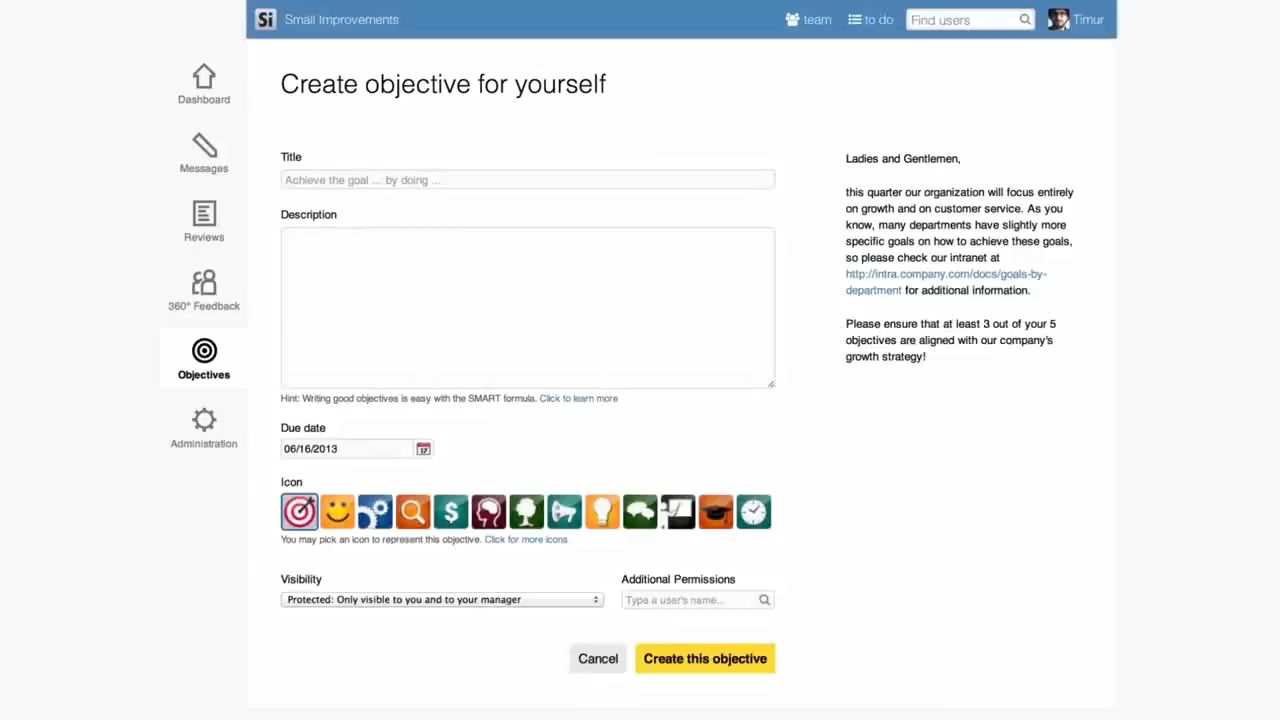 Si Small Improvements team to do Find users Timur
Create objective for yourself
Dashboard
Messages
Reviews
360° Feedback
Objectives
Administration
Title
Achieve the goal ... by doing ...
Description
Hint: Writing good objectives is easy with the SMART formula. Click to learn more
Due date
06/16/2013
17
Icon
$
You may pick an icon to represent this objective. Click for more icons
Visibility
Protected: Only visible to you and to your manager
Additional Permissions
Type a user's name...
Cancel
Create this objective
Ladies and Gentlemen,
this quarter our organization will focus entirely
on growth and on customer service. As you
know, many departments have slightly more
specific goals on how to achieve these goals,
so please check our intranet at
http://intra.company.com/docs/goals-by-
department for additional information.
Please ensure that at least 3 out of your 5
objectives are aligned with our company's
growth strategy!